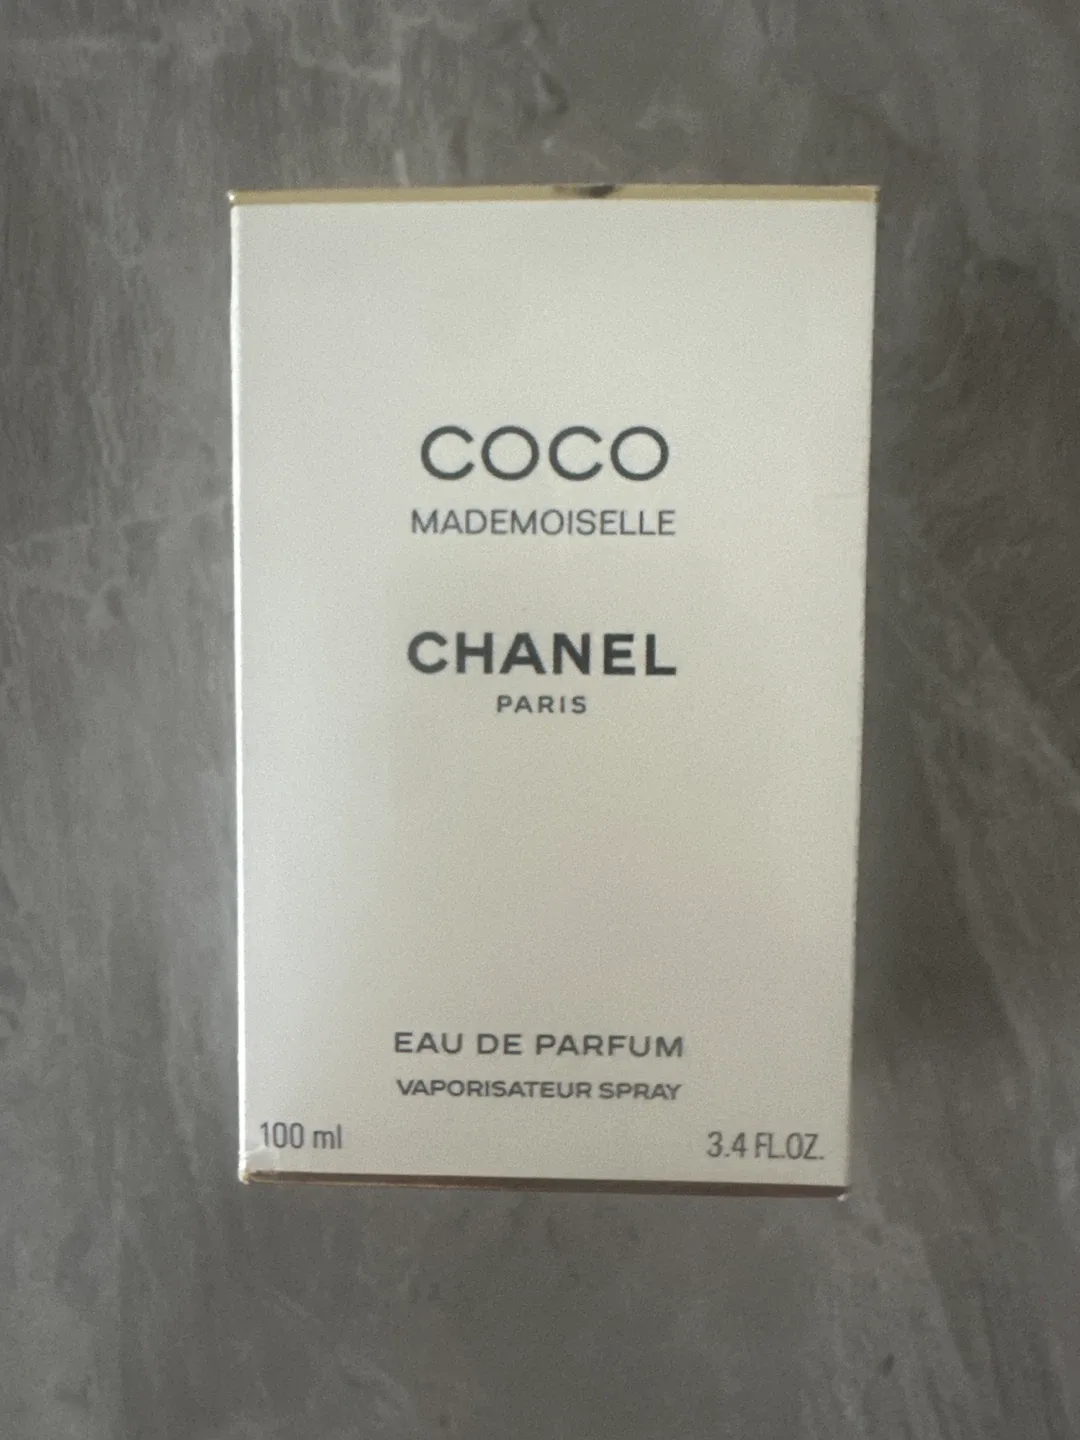 COCO
MADEMOISELLE
CHANEL
PARIS
EAU DE PARFUM
VAPORISATEUR SPRAY
100 ml
3.4 FL.OZ.